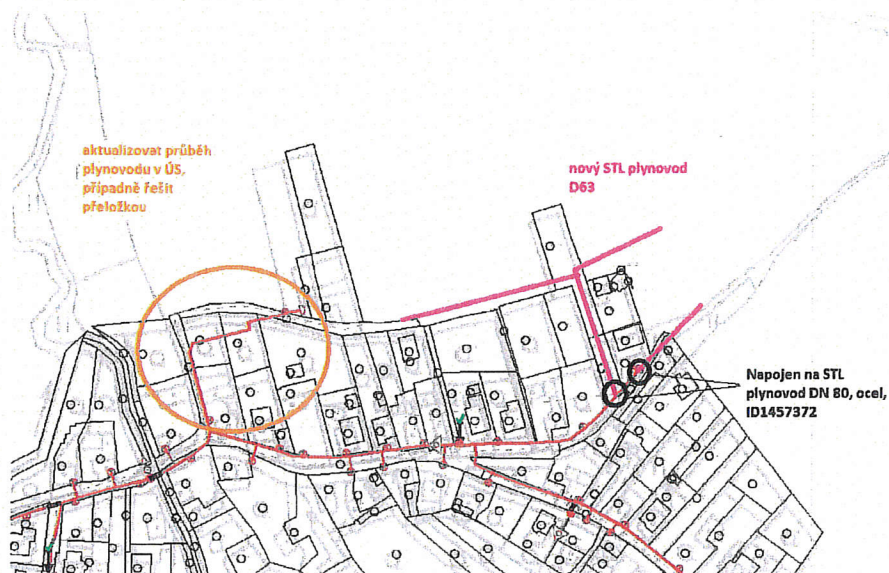 aktualizovat průběh
plynovodu v ÚS,
případně řešit
přeložkou
nový STL plynovod
D63
Napojen na STL
plynovod DN 80, ocel,
ID1457372